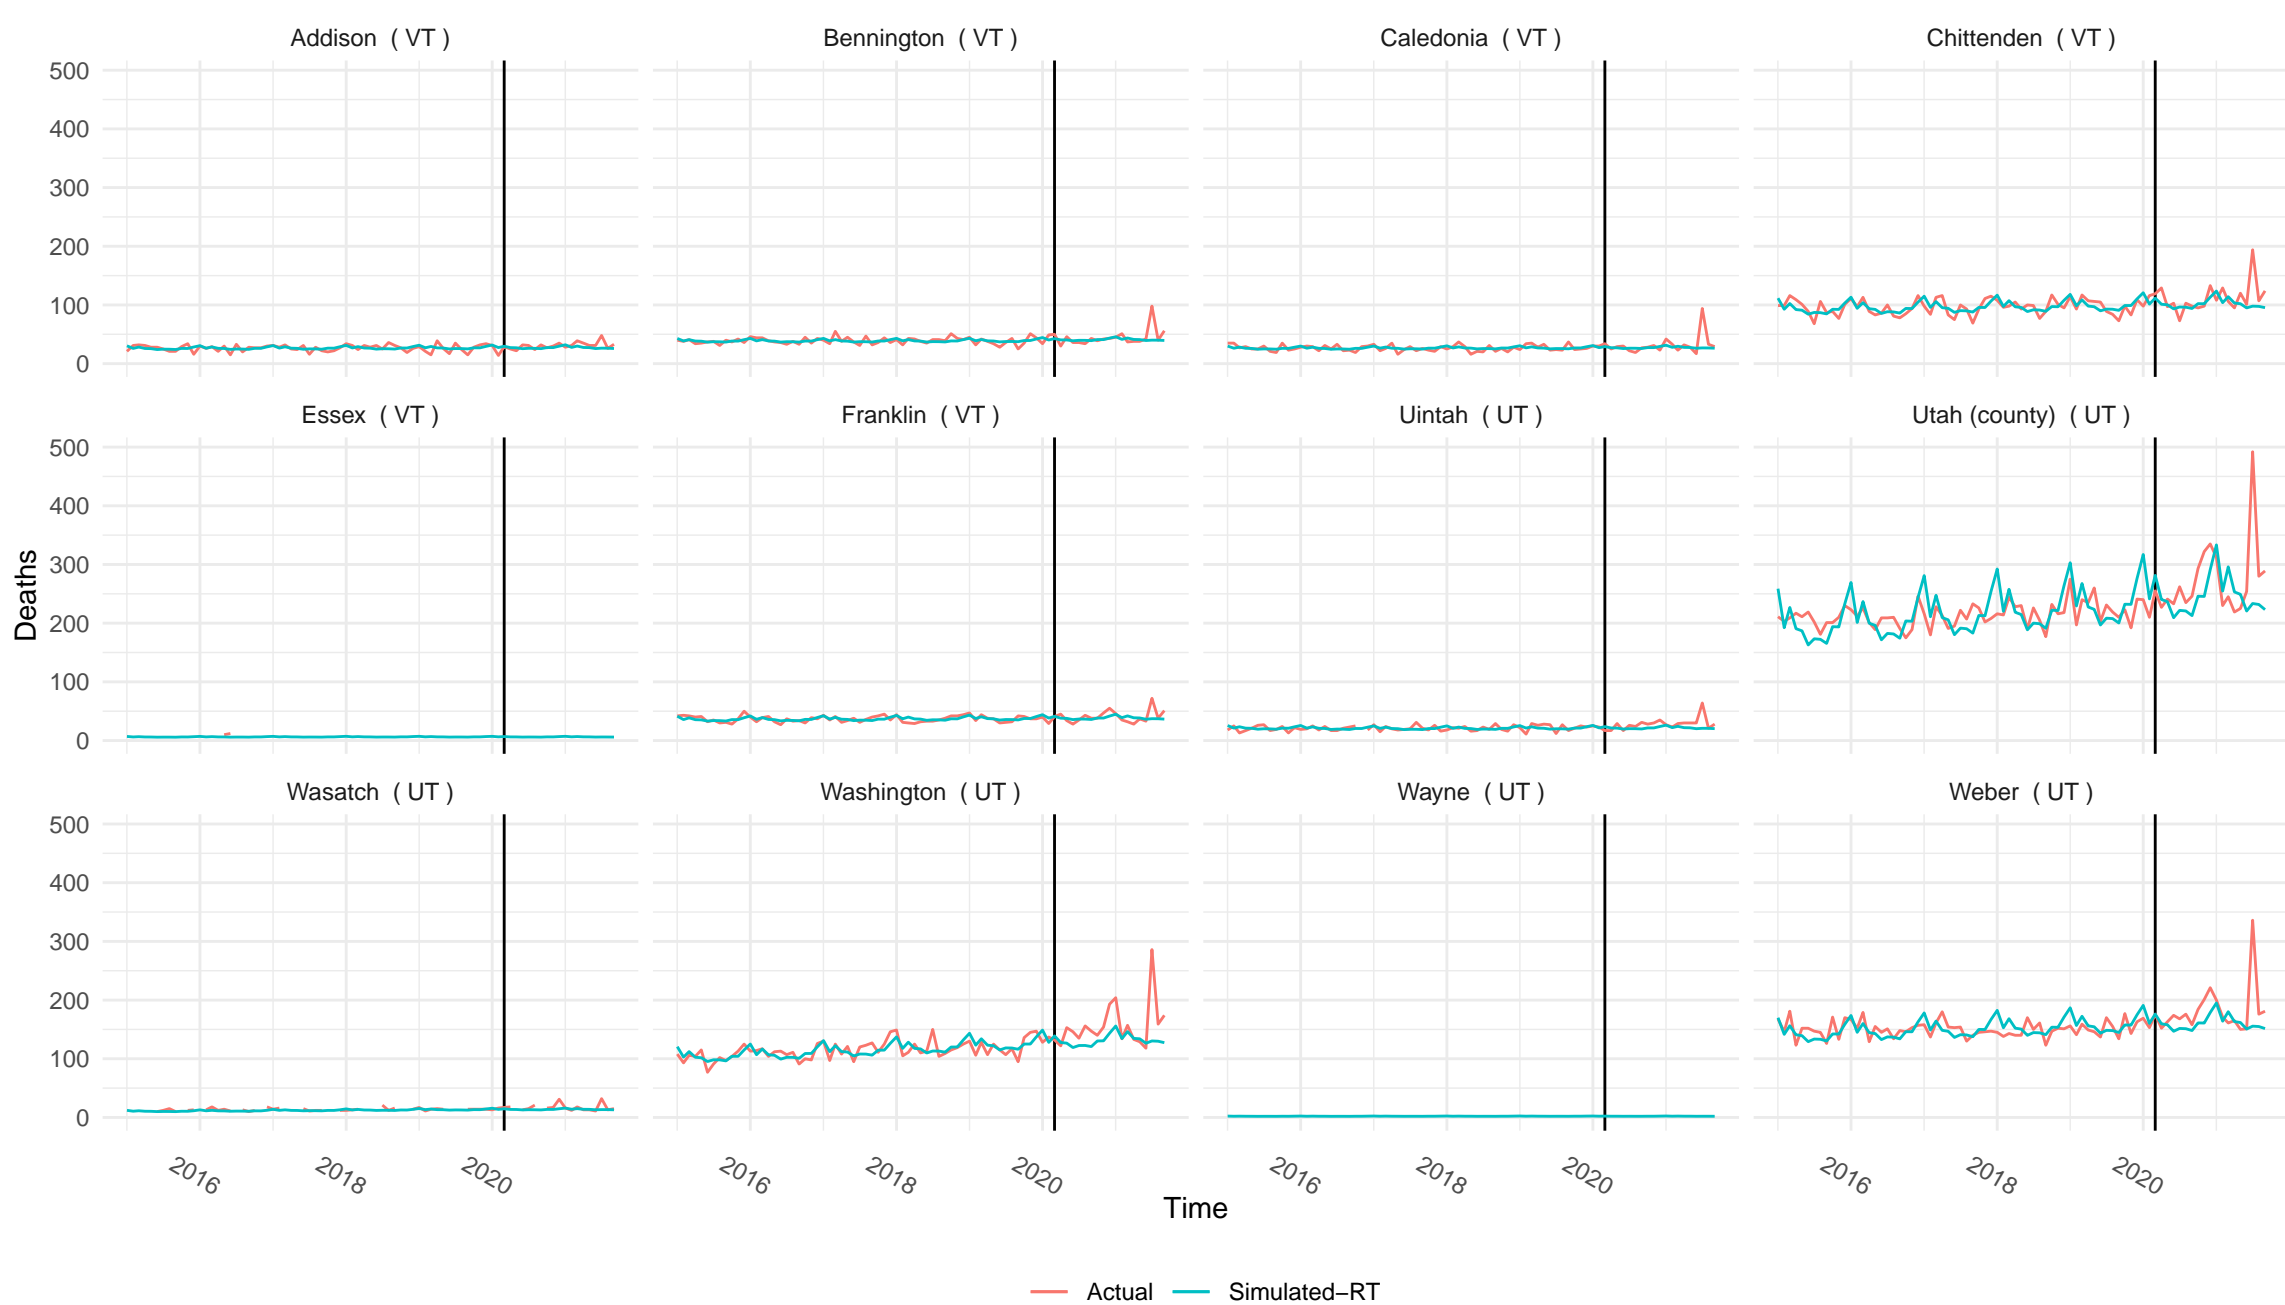 Addison ( VT )
Bennington ( VT )
Caledonia ( VT )
Chittenden ( VT )
500
400
300
200
100
0
Essex ( VT )
Franklin ( VT )
Uintah ( UT )
Utah (county) ( UT )
500
400
300
200
100
0
Wasatch ( UT )
Washington ( UT )
Wayne ( UT )
Weber ( UT )
500
400
300
200
100
0
Deaths
2016
2018
2020
2016
2018
2020
2016
2018
2020
2016
2018
2020
Time
Actual
Simulated−RT